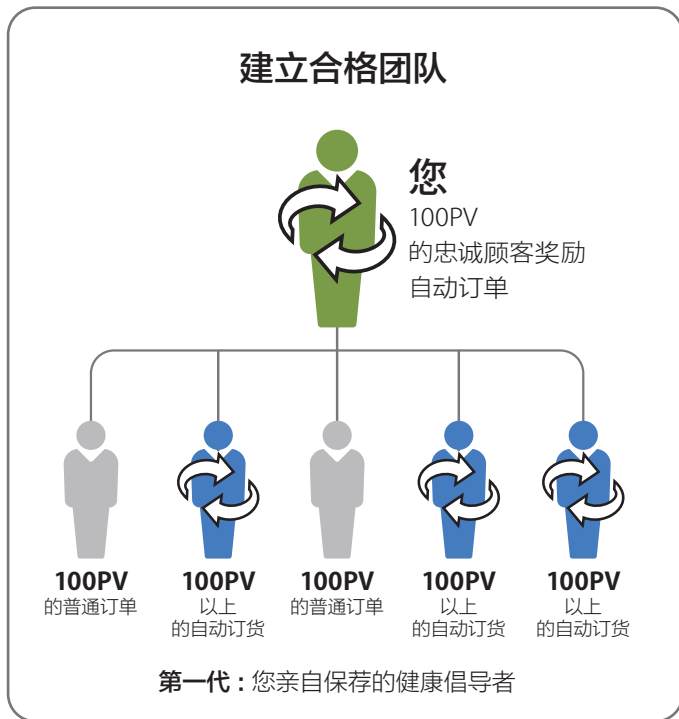 建立合格团队
您
100PV
的忠诚顾客奖励
自动订单
100PV
的普通订单
100PV
以上
的自动订货
100PV
的普通订单
100PV
以上
的自动订货
100PV
以上
的自动订货
第一代：您亲自保荐的健康倡导者